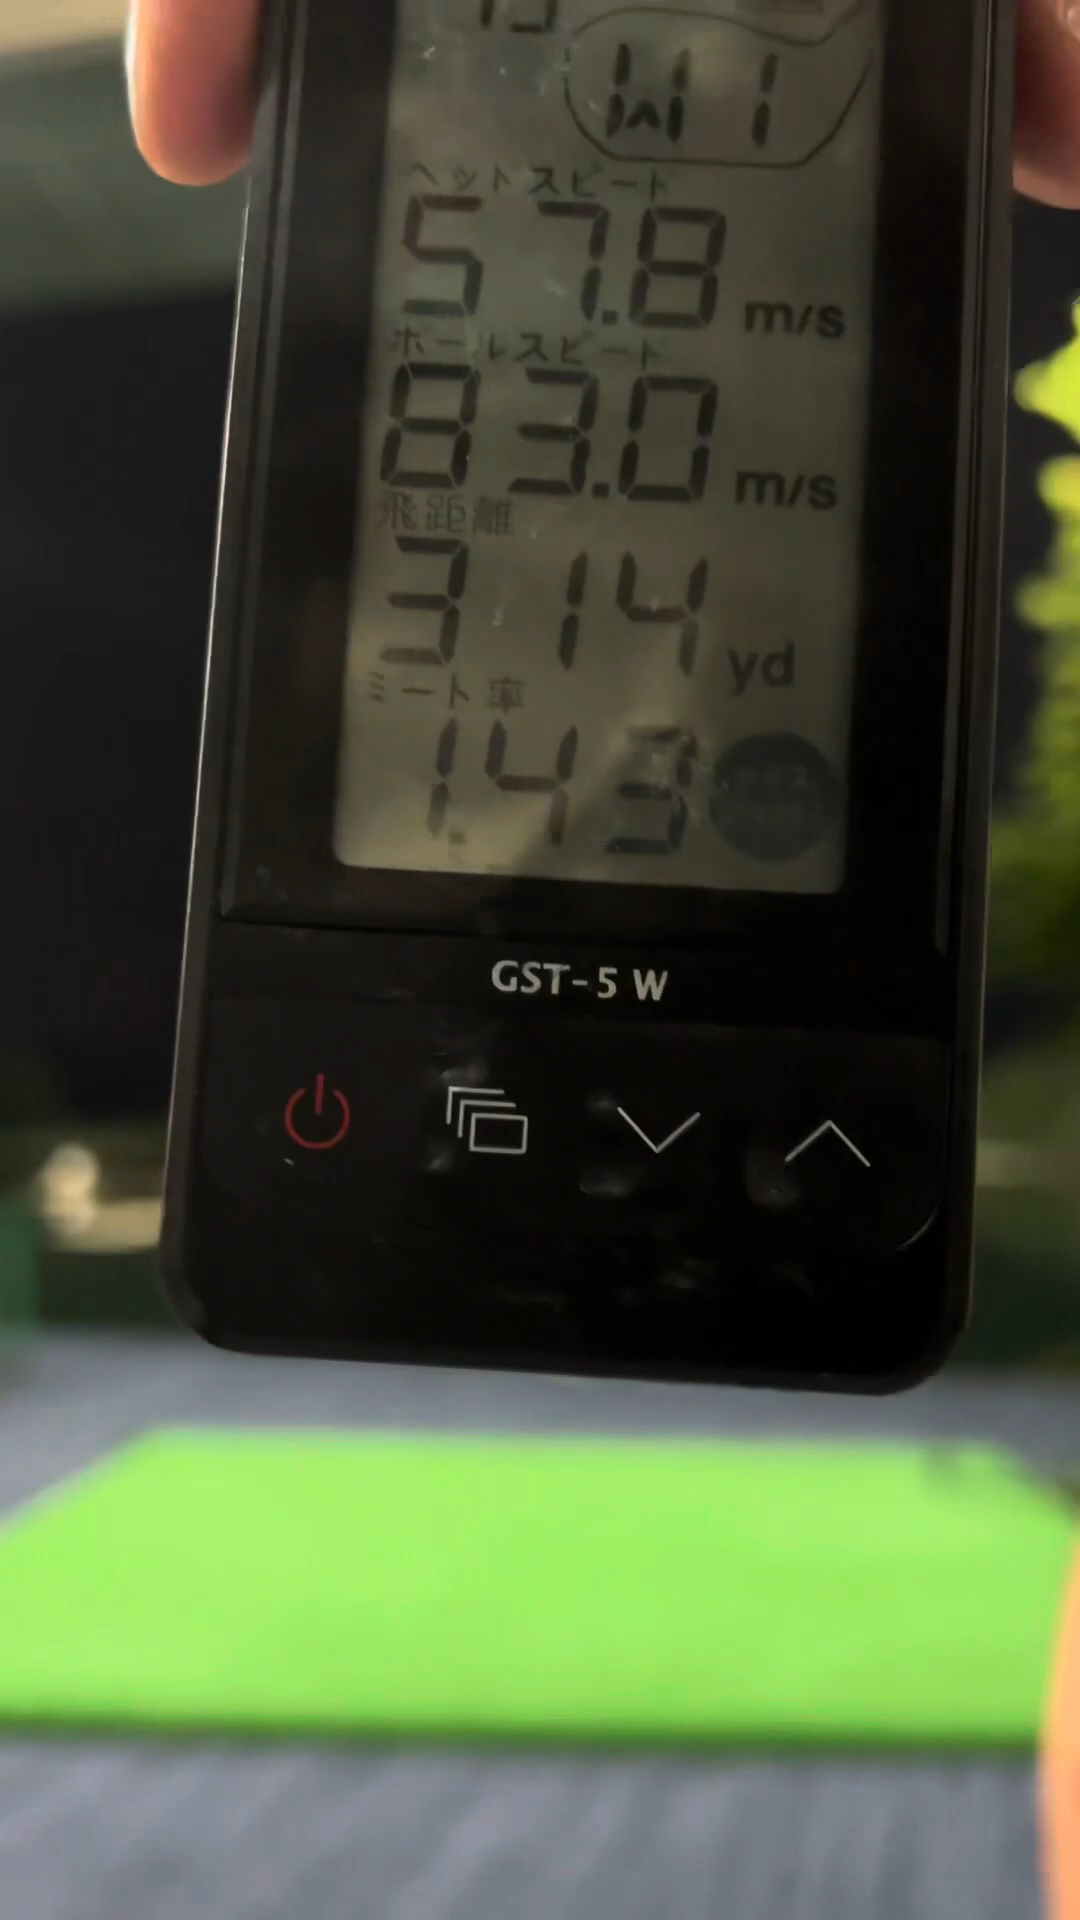 W1
ヘッドスピード
57.8 m/s
ボールスピード
83.0 m/s
飛距離
314 yd
ミート率
1.43
GST-5 W